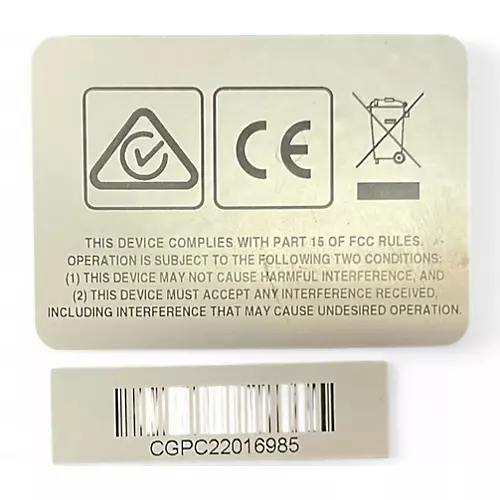 CE
THIS DEVICE COMPLIES WITH PART 15 OF FCC RULES.
OPERATION IS SUBJECT TO THE FOLLOWING TWO CONDITIONS:
(1) THIS DEVICE MAY NOT CAUSE HARMFUL INTERFERENCE, AND
(2) THIS DEVICE MUST ACCEPT ANY INTERFERENCE RECEIVED,
INCLUDING INTERFERENCE THAT MAY CAUSE UNDESIRED OPERATION.
CGPC22016985